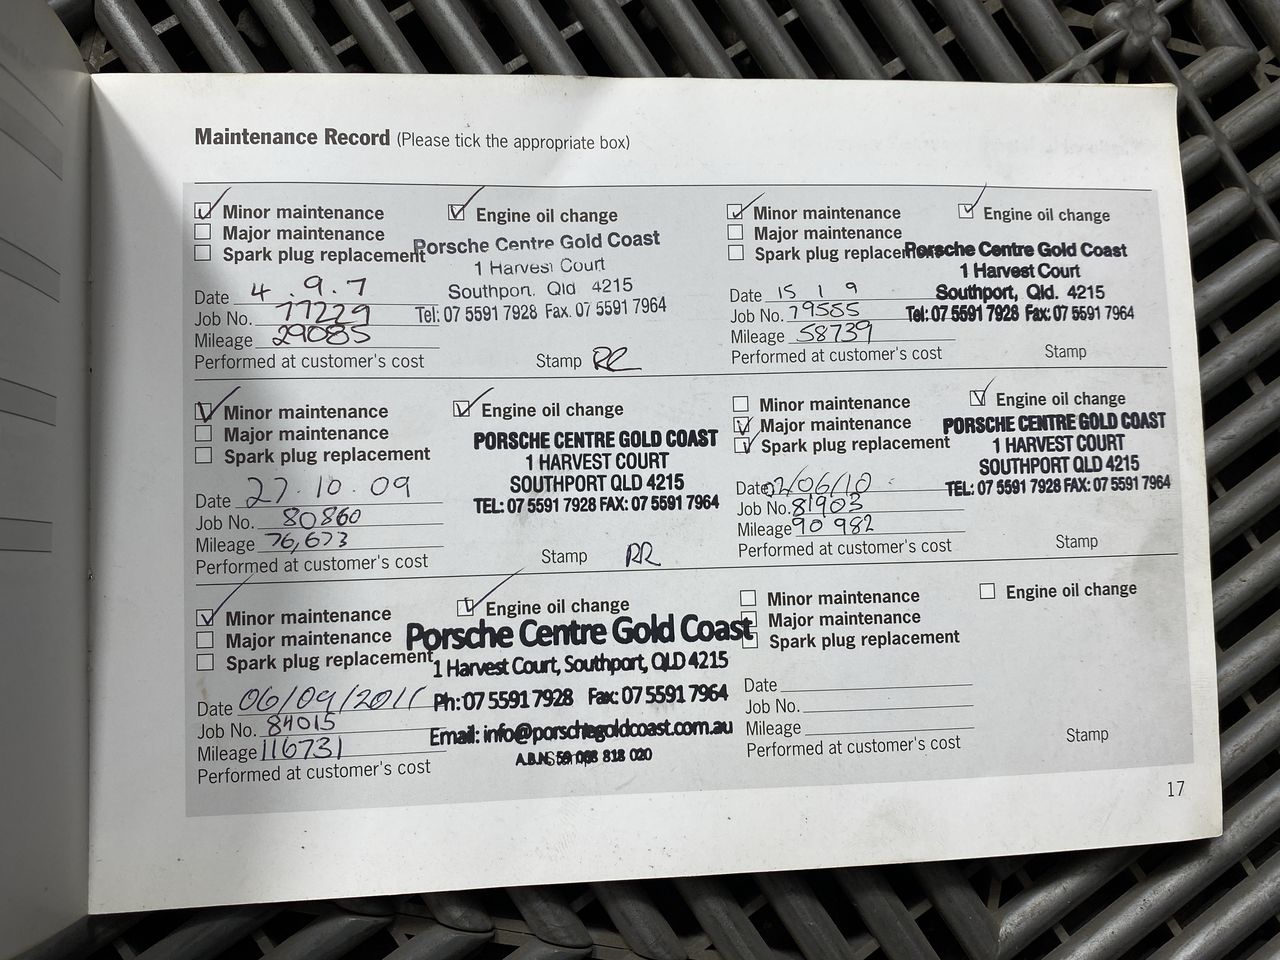 Maintenance Record (Please tick the appropriate box)
Minor maintenance
Engine oil change
Major maintenance
Spark plug replacement
Porsche Centre Gold Coast
1 Harvest Court
Southport, Qld 4215
Tel: 07 5591 7928 Fax. 07 5591 7964
Date 4.9.7
Job No. 77229
Mileage 29085
Performed at customer's cost
Stamp RR
Minor maintenance
Engine oil change
Major maintenance
Spark plug replacement
Porsche Centre Gold Coast
1 Harvest Court
Southport, Qld. 4215
Tel: 07 5591 7928 Fax: 07 5591 7964
Date 15 1 9
Job No. 79555
Mileage 58739
Performed at customer's cost
Stamp
Minor maintenance
Engine oil change
Major maintenance
Spark plug replacement
PORSCHE CENTRE GOLD COAST
1 HARVEST COURT
SOUTHPORT QLD 4215
TEL: 07 5591 7928 FAX: 07 5591 7964
Date 27.10.09
Job No. 80860
Mileage 76,673
Performed at customer's cost
Stamp RR
Minor maintenance
Engine oil change
Major maintenance
Spark plug replacement
PORSCHE CENTRE GOLD COAST
1 HARVEST COURT
SOUTHPORT QLD 4215
TEL: 07 5591 7928 FAX: 07 5591 7964
Date 02/06/10
Job No. 81903
Mileage 90 982
Performed at customer's cost
Stamp
Minor maintenance
Engine oil change
Major maintenance
Spark plug replacement
Porsche Centre Gold Coast
1 Harvest Court, Southport, QLD 4215
Ph: 07 5591 7928 Fax: 07 5591 7964
Email: info@porschegoldcoast.com.au
A.B.N. 59 098 818 020
Date 06/09/2011
Job No. 84015
Mileage 116731
Performed at customer's cost
Stamp
Minor maintenance
Engine oil change
Major maintenance
Spark plug replacement
Date
Job No.
Mileage
Performed at customer's cost
Stamp
17